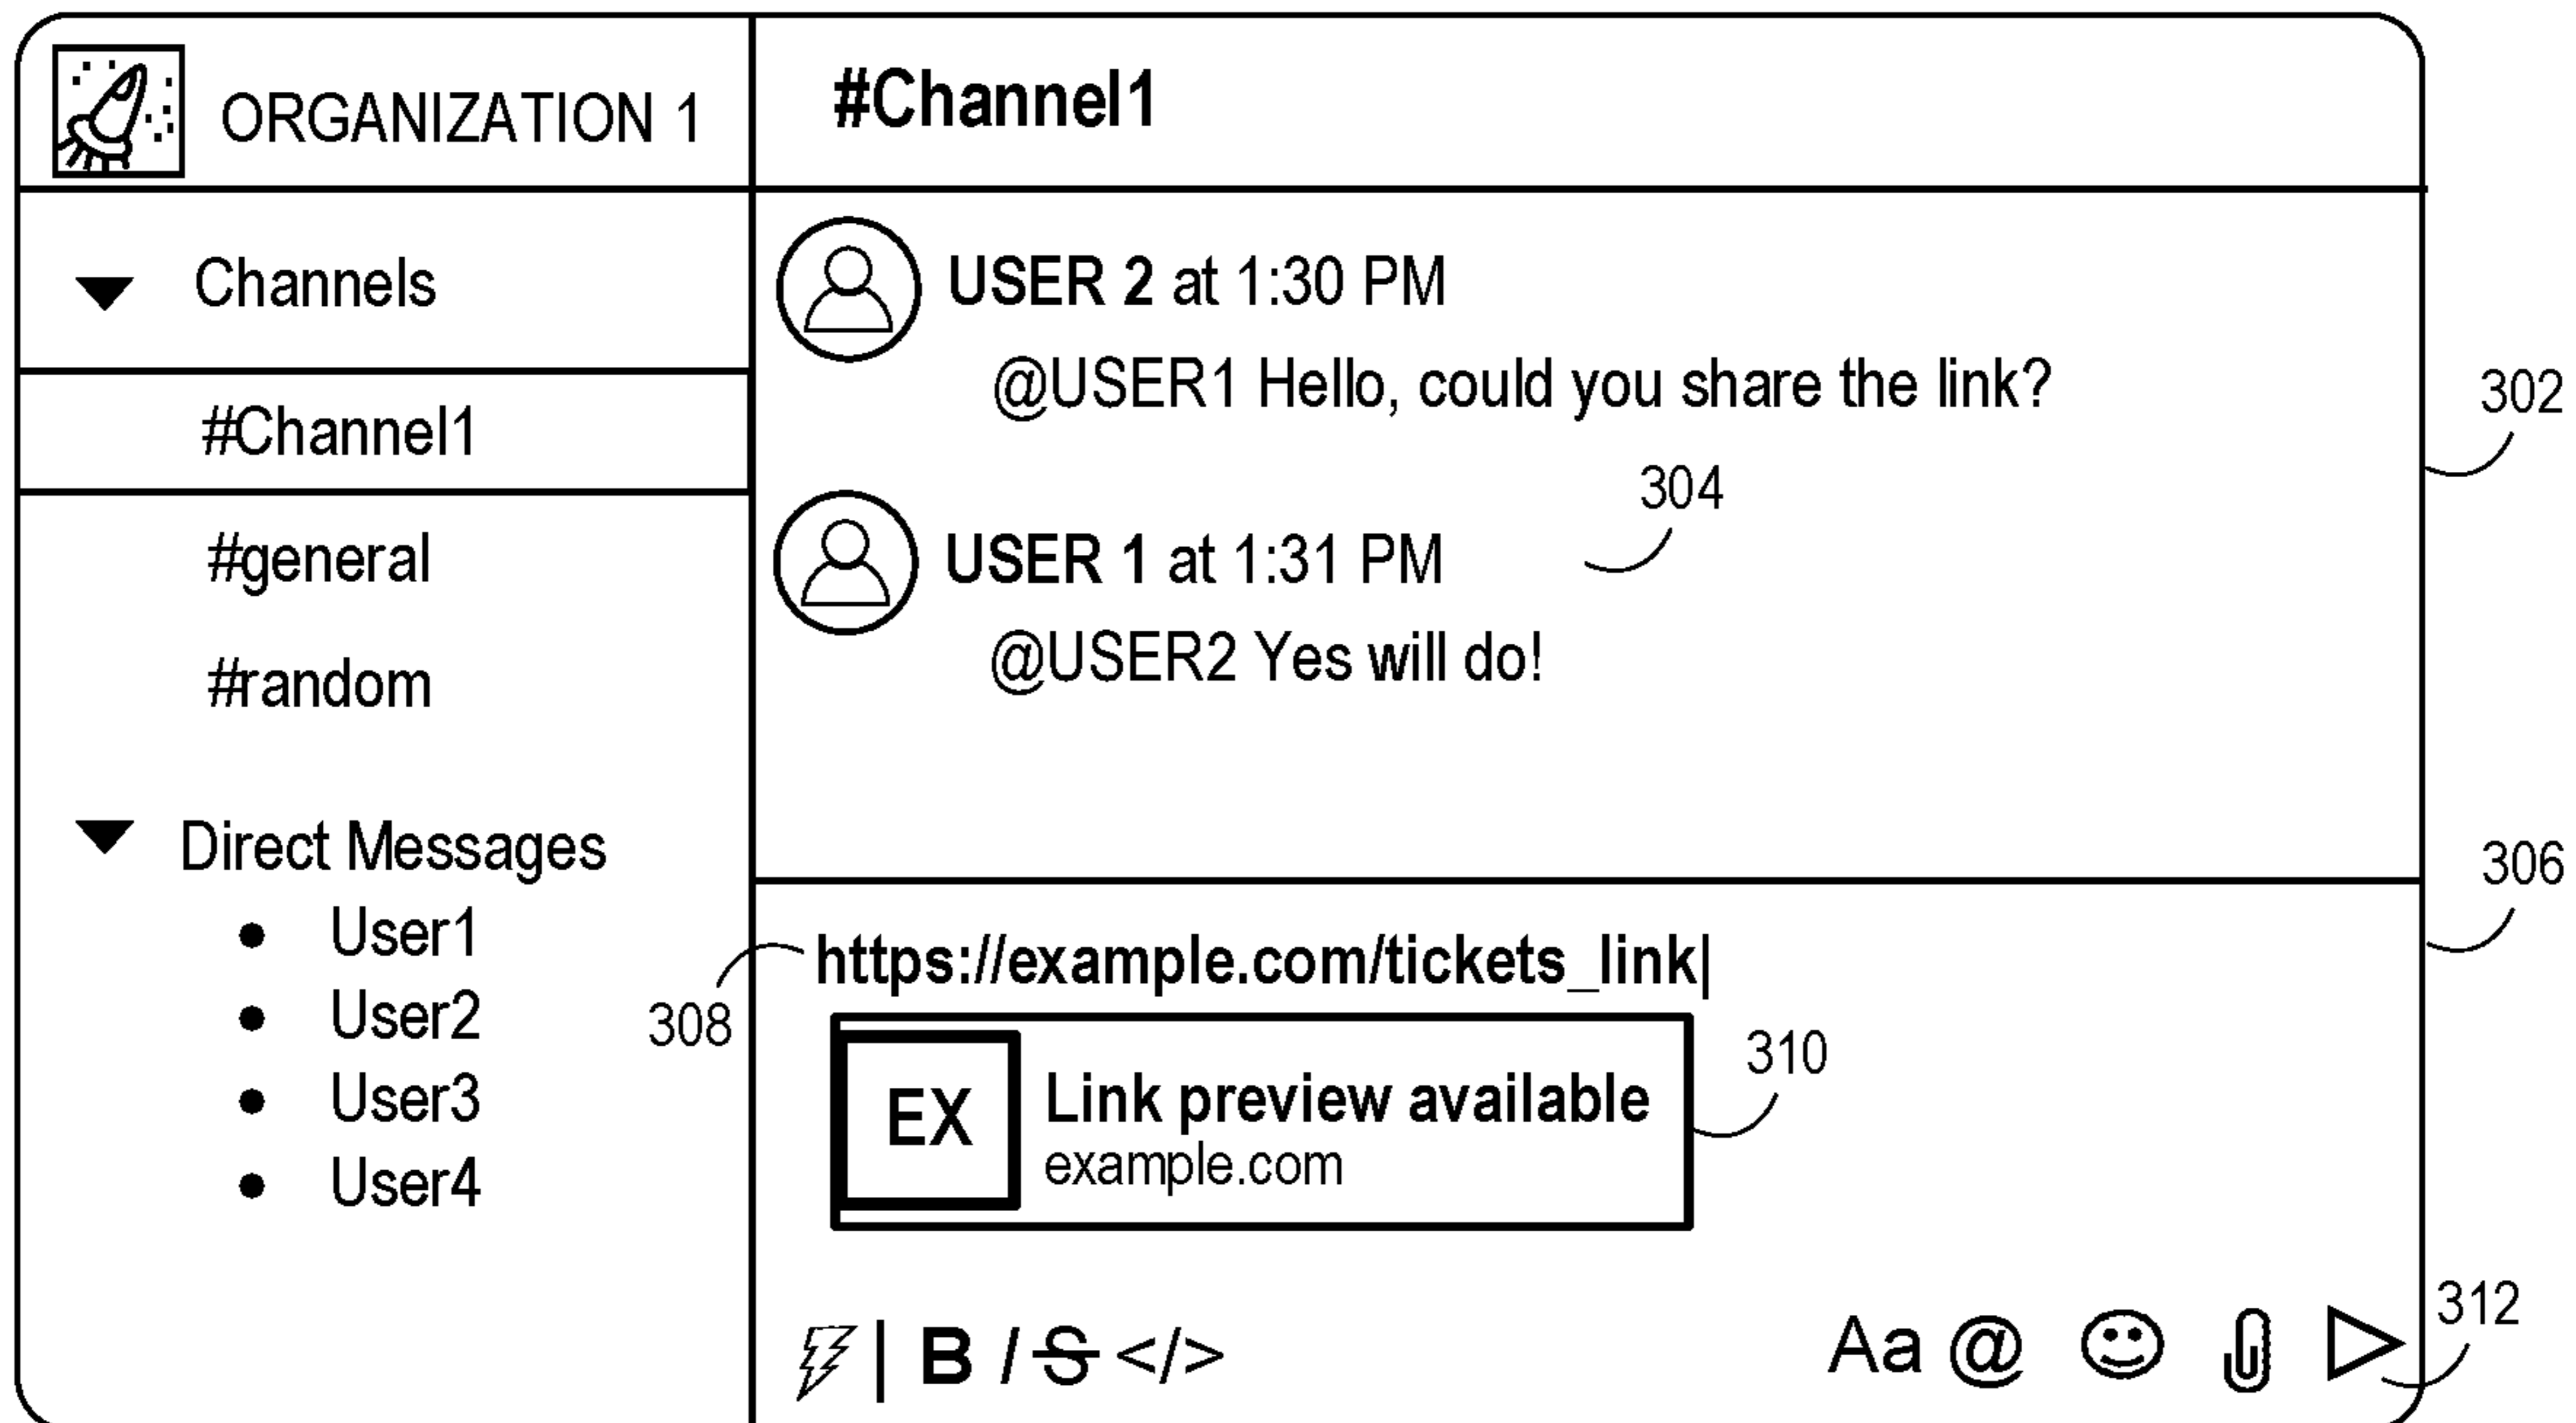 ORGANIZATION 1
Channels
#Channel1
#general
#random
Direct Messages
• User1
• User2
• User3
• User4
#Channel1
USER 2 at 1:30 PM
@USER1 Hello, could you share the link?
302
304
USER 1 at 1:31 PM
@USER2 Yes will do!
306
https://example.com/tickets_link|
308
EX
Link preview available
example.com
310
| B I S </>
Aa @
312